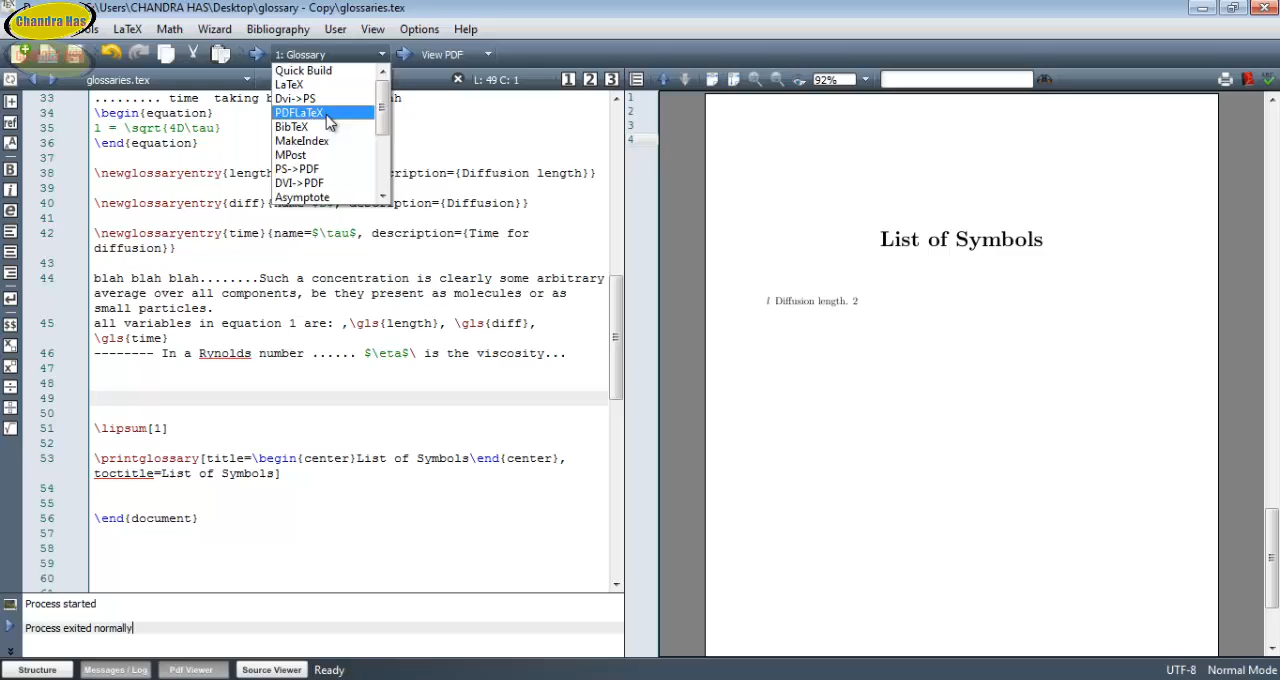 D   :\Users\CHANDRA HAS\Desktop\glossary - Copy\glossaries.tex
Chandra Has
LaTeX Math Wizard Bibliography User View Options Help
1: Glossary View PDF
glossaries.tex L: 49 C: 1 1 2 3 92%
Quick Build
LaTeX
Dvi->PS
PDFLaTeX
BibTeX
MakeIndex
MPost
PS->PDF
DVI->PDF
Asymptote
33 ......... time taking b
34 \begin{equation}
35 l = \sqrt{4D\tau}
36 \end{equation}
37
38 \newglossaryentry{length cription={Diffusion length}}
39
40 \newglossaryentry{diff}{name= description={Diffusion}}
41
42 \newglossaryentry{time}{name=$\tau$, description={Time for
diffusion}}
43
44 blah blah blah........Such a concentration is clearly some arbitrary
average over all components, be they present as molecules or as
small particles.
45 all variables in equation 1 are: ,\gls{length}, \gls{diff},
\gls{time}
46 -------- In a Rynolds number ...... $\eta$\ is the viscosity...
47
48
49
50
51 \lipsum[1]
52
53 \printglossary[title=\begin{center}List of Symbols\end{center},
toctitle=List of Symbols]
54
55
56 \end{document}
57
58
59
60
1
2
3
4
List of Symbols
l Diffusion length. 2
Process started
Process exited normally
Structure Messages / Log Pdf Viewer Source Viewer Ready UTF-8 Normal Mode